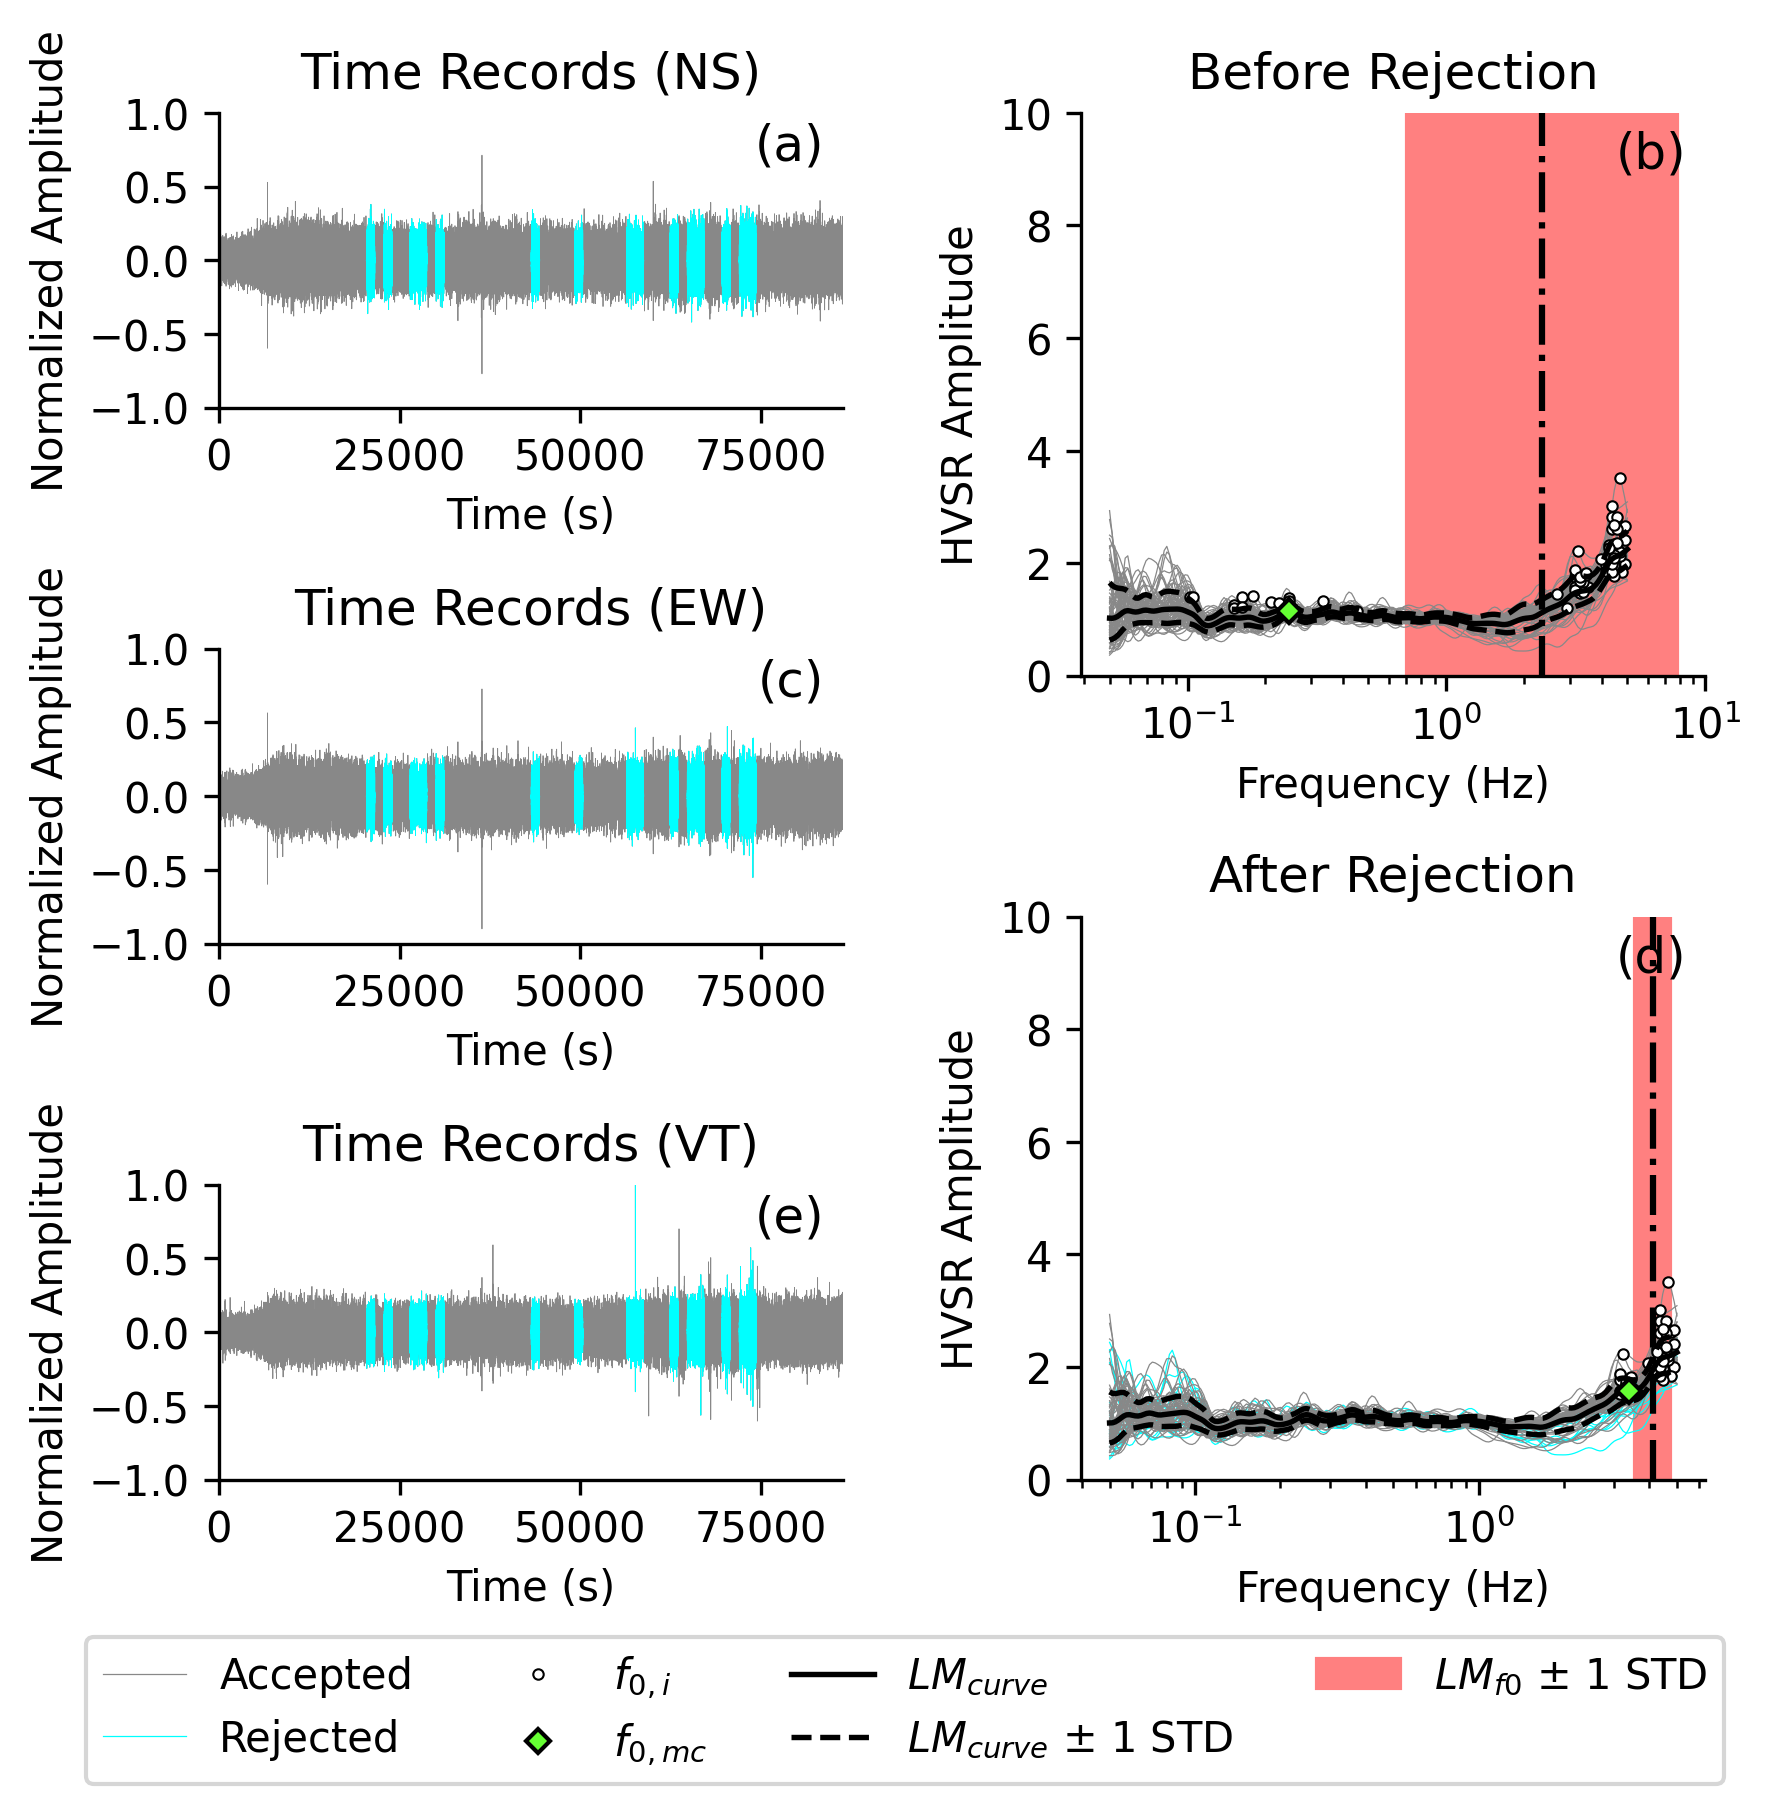 Time Records (NS)
Normalized Amplitude
1.0
0.5
0.0
−0.5
−1.0
(a)
0 25000 50000 75000
Time (s)
Before Rejection
HVSR Amplitude
10
8
6
4
2
0
(b)
10⁻¹ 10⁰ 10¹
Frequency (Hz)
Time Records (EW)
Normalized Amplitude
1.0
0.5
0.0
−0.5
−1.0
(c)
0 25000 50000 75000
Time (s)
After Rejection
HVSR Amplitude
10
8
6
4
2
0
(d)
10⁻¹ 10⁰
Frequency (Hz)
Time Records (VT)
Normalized Amplitude
1.0
0.5
0.0
−0.5
−1.0
(e)
0 25000 50000 75000
Time (s)
Accepted f0,i LMcurve LMf0 ± 1 STD
Rejected f0,mc LMcurve ± 1 STD